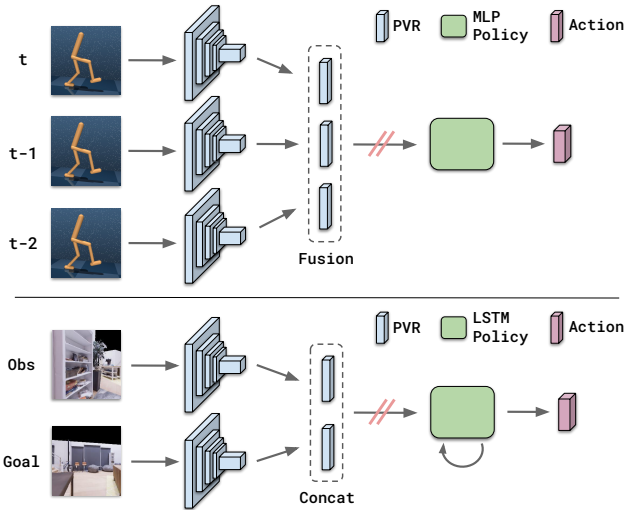 PVR
MLP
Policy
Action
t
t-1
t-2
Fusion
PVR
LSTM
Policy
Action
Obs
Goal
Concat